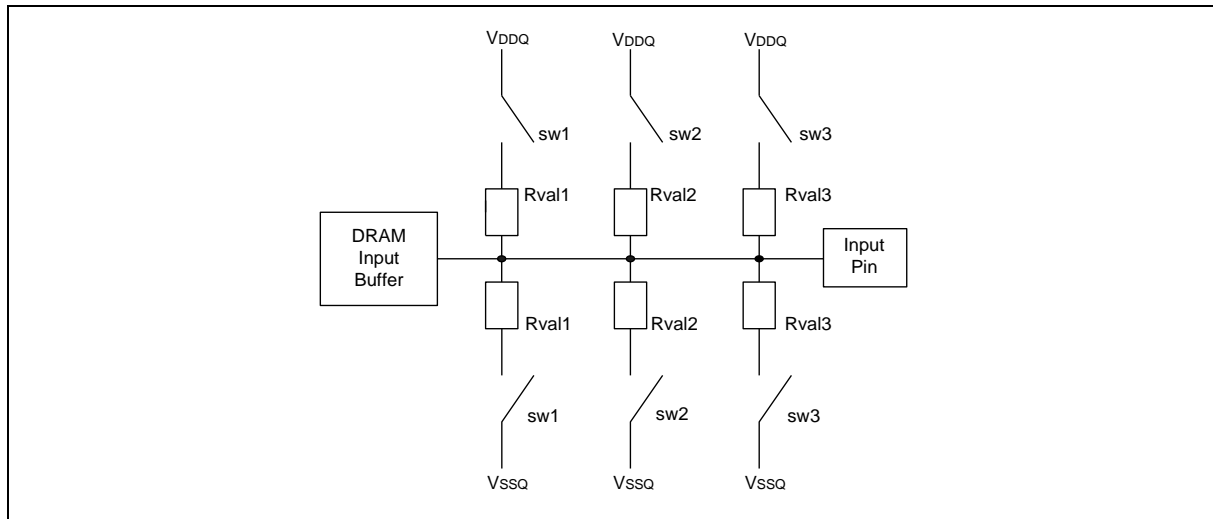 VDDQ VDDQ VDDQ
sw1 sw2 sw3
Rval1 Rval2 Rval3
DRAM
Input
Buffer
Input
Pin
Rval1 Rval2 Rval3
sw1 sw2 sw3
VSSQ VSSQ VSSQ